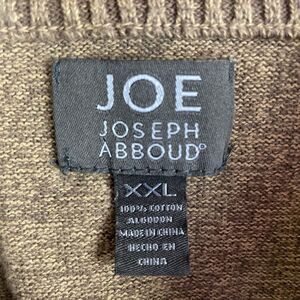 JOE
JOSEPH
ABBOUD®
XXL
100% COTTON
ALGODON
MADE IN CHINA
HECHO EN
CHINA